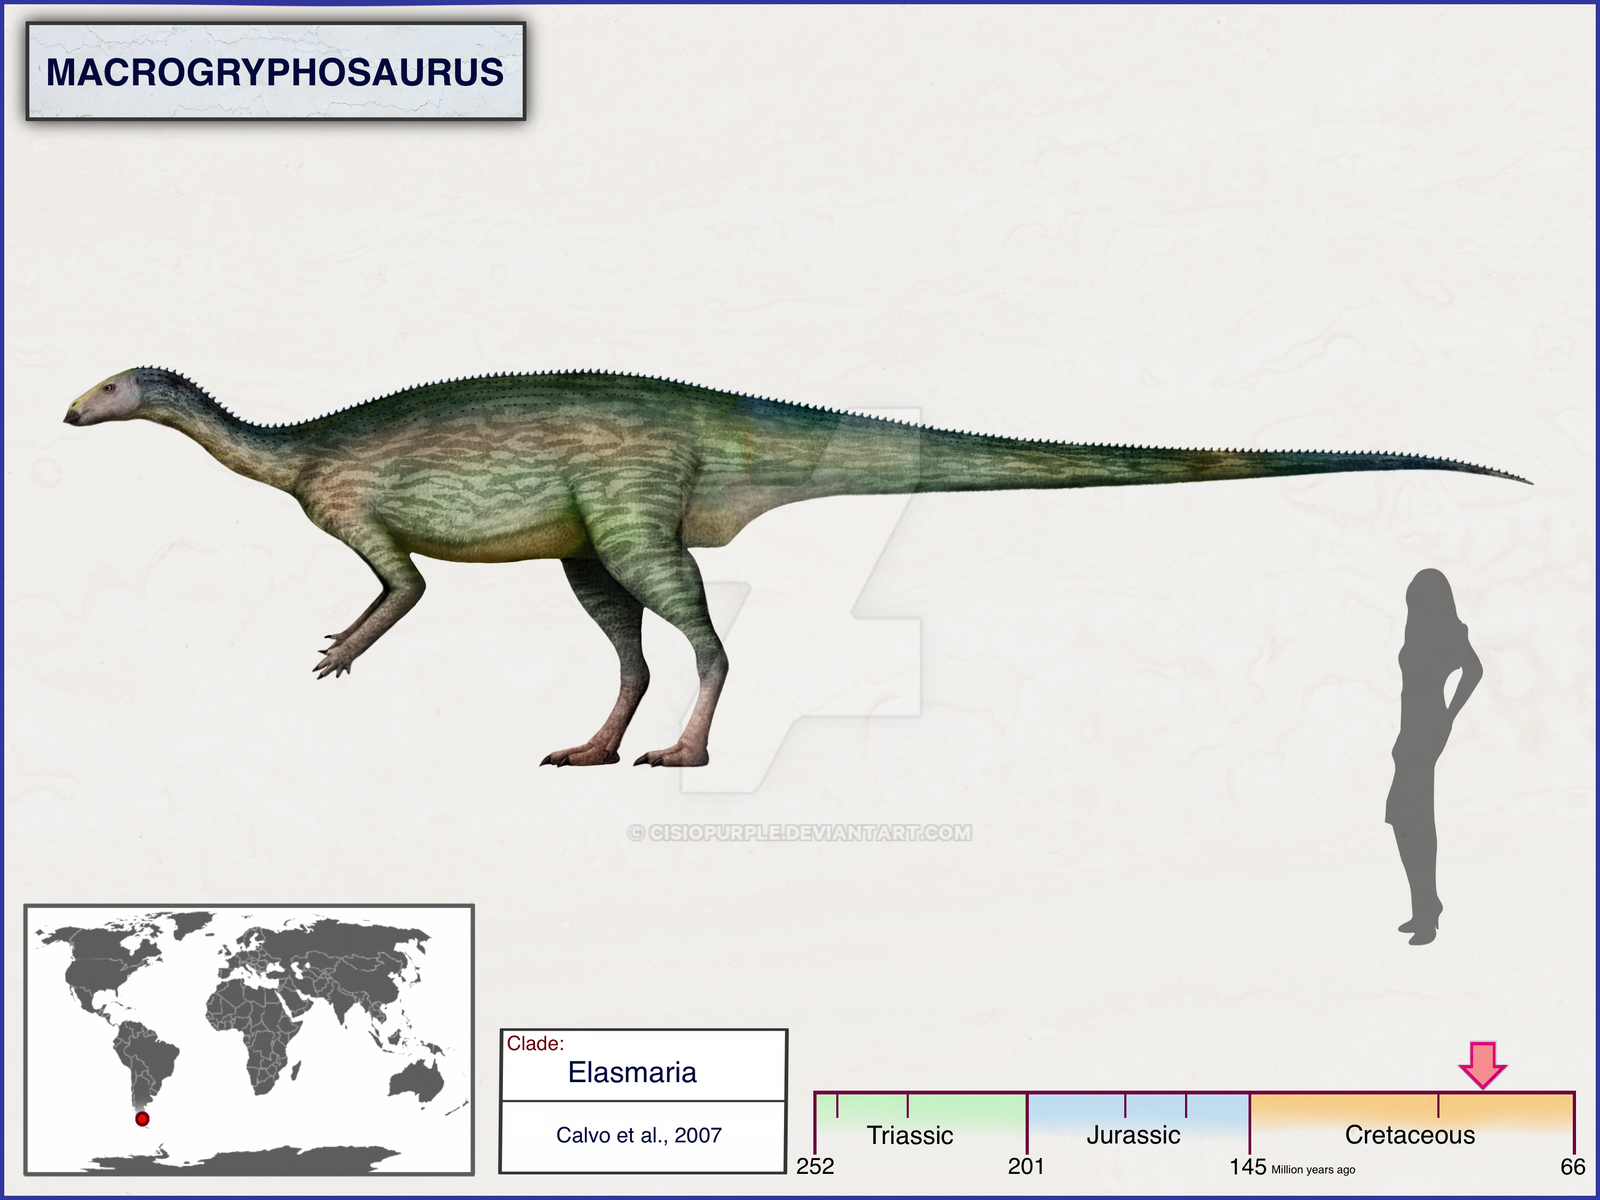 MACROGRYPHOSAURUS
© CISIOPURPLE.DEVIANTART.COM
Clade:
Elasmaria
Calvo et al., 2007
Triassic
Jurassic
Cretaceous
252
201
145 Million years ago
66